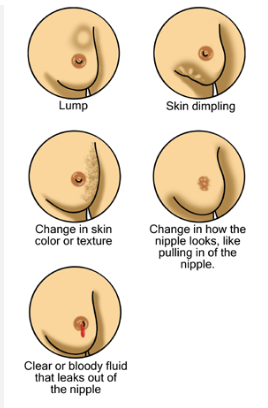 Lump
Skin dimpling
Change in skin
color or texture
Change in how the
nipple looks, like
pulling in of the
nipple.
Clear or bloody fluid
that leaks out of
the nipple